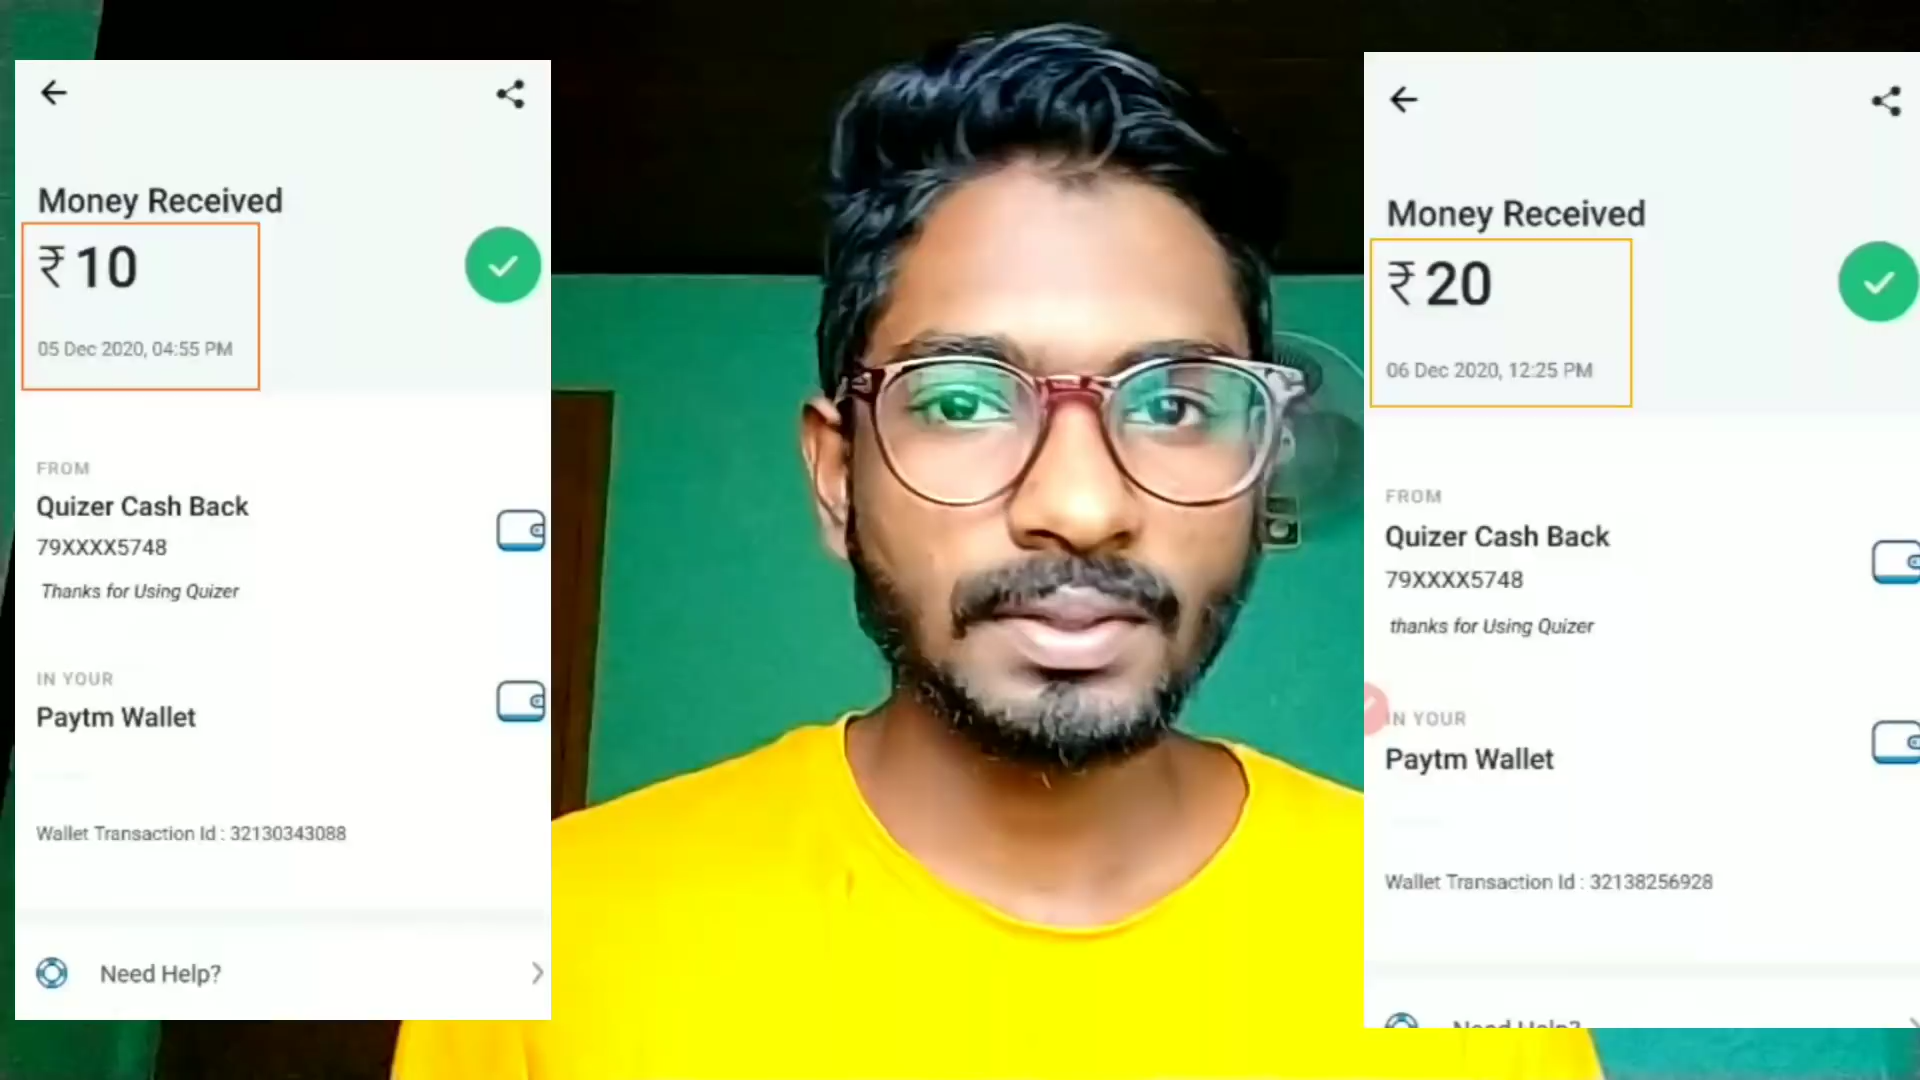 Money Received
₹10
05 Dec 2020, 04:55 PM
FROM
Quizer Cash Back
79XXXX5748
Thanks for Using Quizer
IN YOUR
Paytm Wallet
Wallet Transaction Id : 32130343088
Need Help?
Money Received
₹20
06 Dec 2020, 12:25 PM
FROM
Quizer Cash Back
79XXXX5748
thanks for Using Quizer
IN YOUR
Paytm Wallet
Wallet Transaction Id : 32138256928
Need Help?